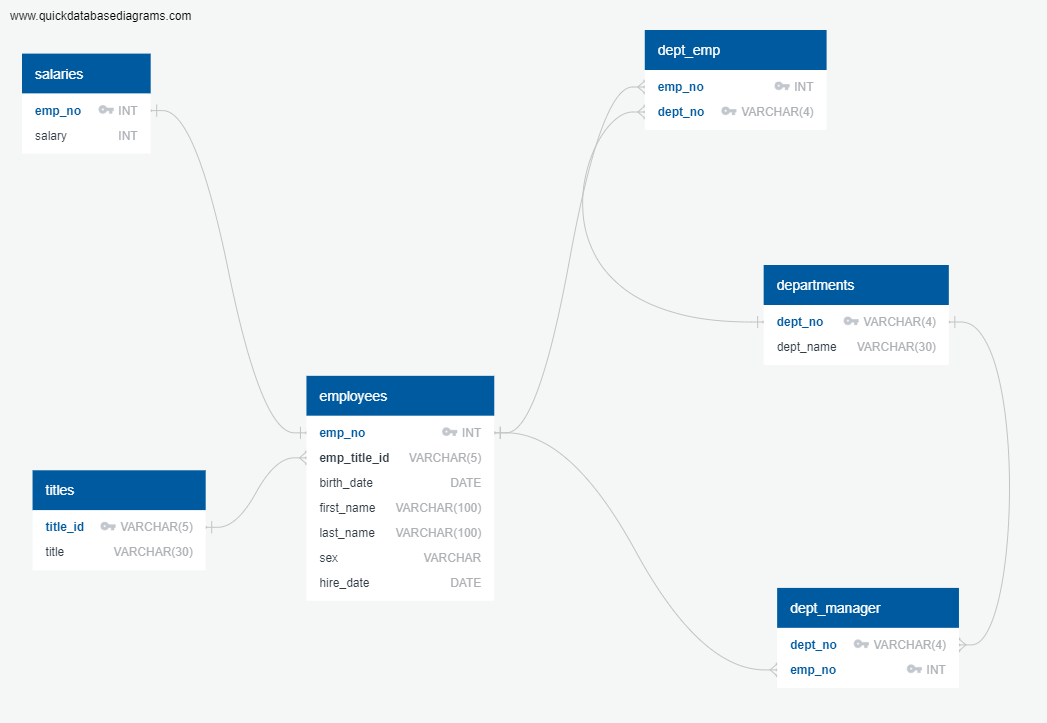 www.quickdatabasediagrams.com
salaries
emp_no INT
salary INT
dept_emp
emp_no INT
dept_no VARCHAR(4)
departments
dept_no VARCHAR(4)
dept_name VARCHAR(30)
employees
emp_no INT
emp_title_id VARCHAR(5)
birth_date DATE
first_name VARCHAR(100)
last_name VARCHAR(100)
sex VARCHAR
hire_date DATE
titles
title_id VARCHAR(5)
title VARCHAR(30)
dept_manager
dept_no VARCHAR(4)
emp_no INT